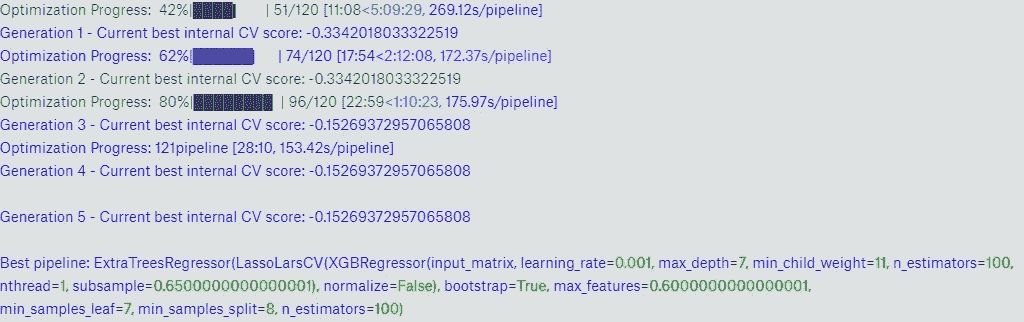 Optimization Progress: 42%| | 51/120 [11:08<5:09:29, 269.12s/pipeline]
Generation 1 - Current best internal CV score: -0.3342018033322519
Optimization Progress: 62%| | 74/120 [17:54<2:12:08, 172.37s/pipeline]
Generation 2 - Current best internal CV score: -0.3342018033322519
Optimization Progress: 80%| | 96/120 [22:59<1:10:23, 175.97s/pipeline]
Generation 3 - Current best internal CV score: -0.15269372957065808
Optimization Progress: 121pipeline [28:10, 153.42s/pipeline]
Generation 4 - Current best internal CV score: -0.15269372957065808
Generation 5 - Current best internal CV score: -0.15269372957065808
Best pipeline: ExtraTreesRegressor(LassoLarsCV(XGBRegressor(input_matrix, learning_rate=0.001, max_depth=7, min_child_weight=11, n_estimators=100,
nthread=1, subsample=0.6500000000000001), normalize=False), bootstrap=True, max_features=0.6000000000000001,
min_samples_leaf=7, min_samples_split=8, n_estimators=100)